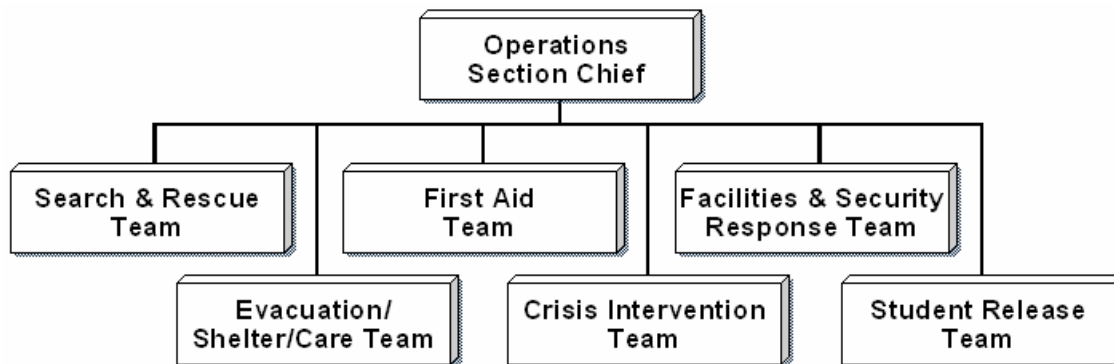 Operations
Section Chief
Search & Rescue
Team
First Aid
Team
Facilities & Security
Response Team
Evacuation/
Shelter/Care Team
Crisis Intervention
Team
Student Release
Team